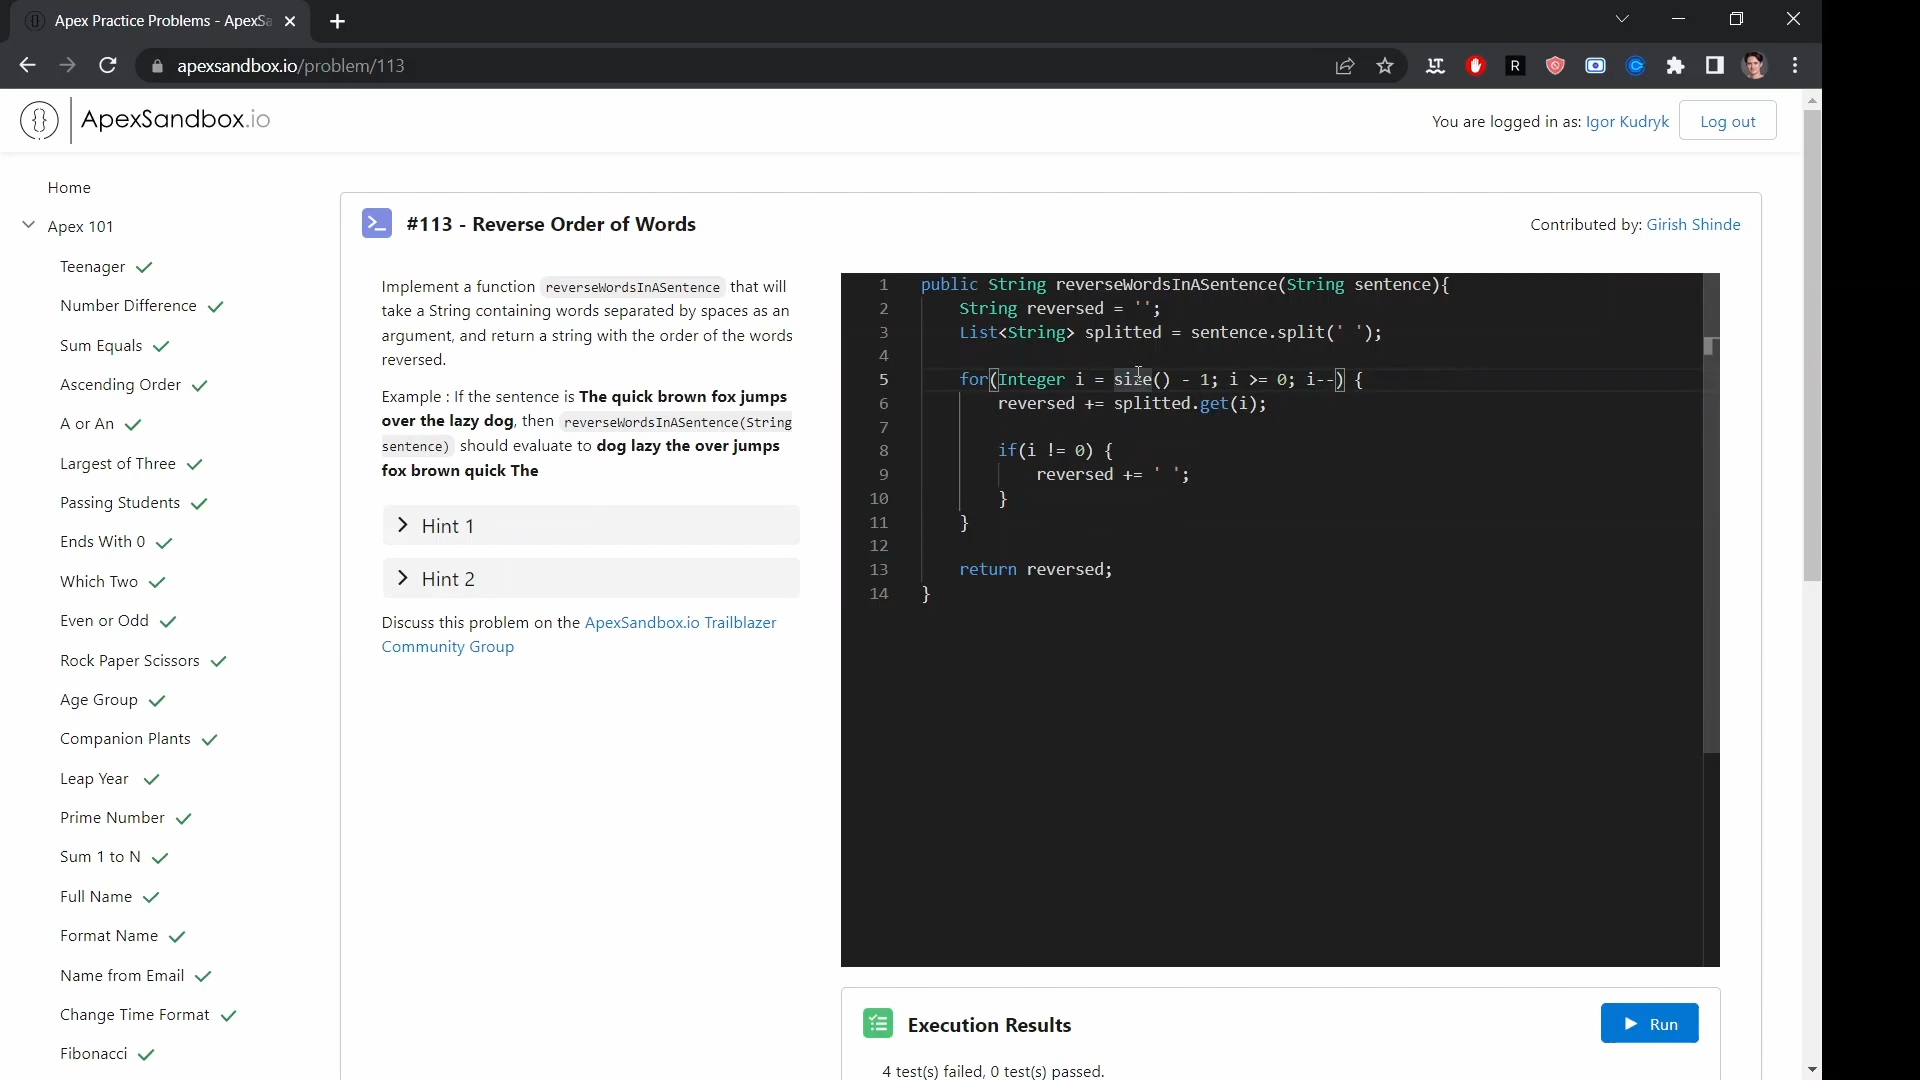 Apex Practice Problems - ApexSa
apexsandbox.io/problem/113
ApexSandbox.io
You are logged in as: Igor Kudryk
Log out
Home
Apex 101
Teenager
Number Difference
Sum Equals
Ascending Order
A or An
Largest of Three
Passing Students
Ends With 0
Which Two
Even or Odd
Rock Paper Scissors
Age Group
Companion Plants
Leap Year
Prime Number
Sum 1 to N
Full Name
Format Name
Name from Email
Change Time Format
Fibonacci
#113 - Reverse Order of Words
Contributed by: Girish Shinde
Implement a function reverseWordsInASentence that will
take a String containing words separated by spaces as an
argument, and return a string with the order of the words
reversed.
Example : If the sentence is The quick brown fox jumps
over the lazy dog, then reverseWordsInASentence(String
sentence) should evaluate to dog lazy the over jumps
fox brown quick The
Hint 1
Hint 2
Discuss this problem on the ApexSandbox.io Trailblazer
Community Group
1 public String reverseWordsInASentence(String sentence){
2 String reversed = '';
3 List<String> splitted = sentence.split(' ');
4
5 for(Integer i = size() - 1; i >= 0; i--) {
6 reversed += splitted.get(i);
7
8 if(i != 0) {
9 reversed += ' ';
10 }
11 }
12
13 return reversed;
14 }
Execution Results
Run
4 test(s) failed, 0 test(s) passed.